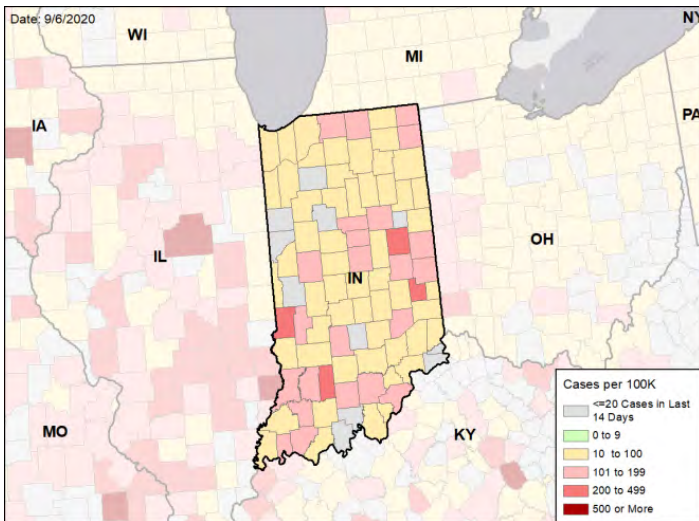 Date: 9/6/2020
WI
MI
NY
IA
PA
IL
IN
OH
MO
KY
Cases per 100K
<=20 Cases in Last
14 Days
0 to 9
10 to 100
101 to 199
200 to 499
500 or More